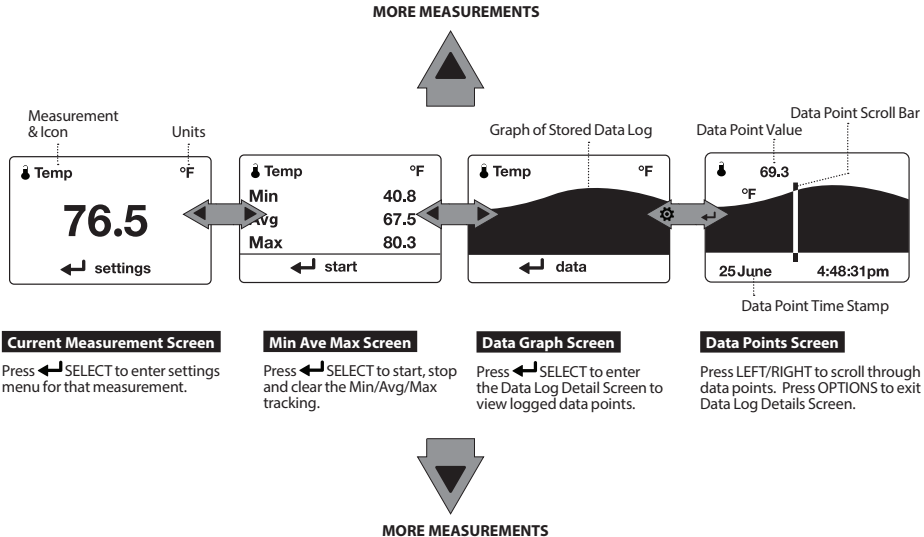 MORE MEASUREMENTS
Measurement
& Icon
Units
Graph of Stored Data Log
Data Point Value
Data Point Scroll Bar
Temp °F
76.5
settings
Temp °F
Min 40.8
Avg 67.5
Max 80.3
start
Temp °F
data
69.3
°F
25 June 4:48:31pm
Data Point Time Stamp
Current Measurement Screen
Press SELECT to enter settings
menu for that measurement.
Min Ave Max Screen
Press SELECT to start, stop
and clear the Min/Avg/Max
tracking.
Data Graph Screen
Press SELECT to enter
the Data Log Detail Screen to
view logged data points.
Data Points Screen
Press LEFT/RIGHT to scroll through
data points. Press OPTIONS to exit
Data Log Details Screen.
MORE MEASUREMENTS